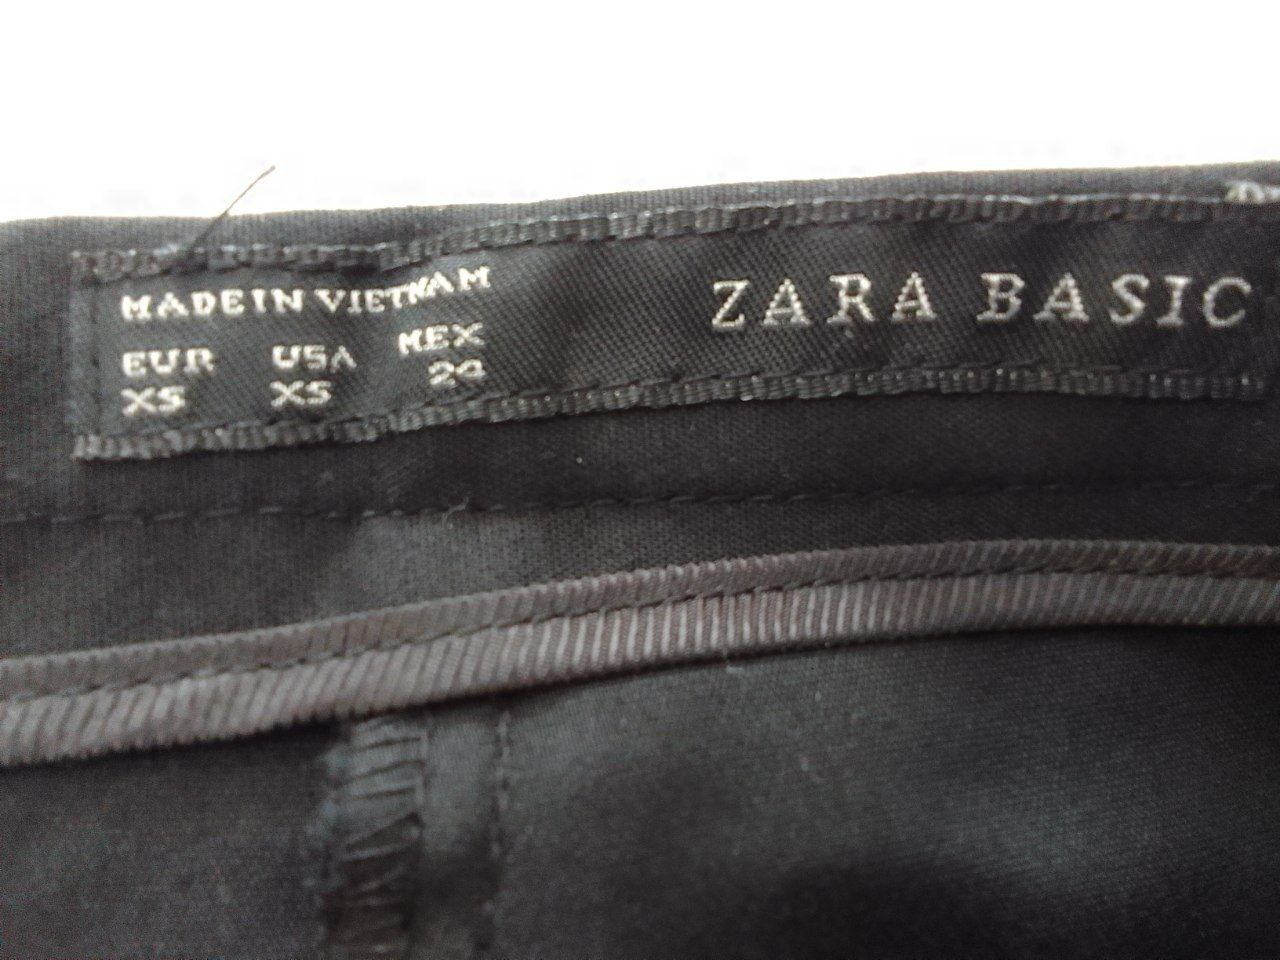 MADE IN VIETNAM
EUR USA MEX
XS XS 24
ZARA BASIC